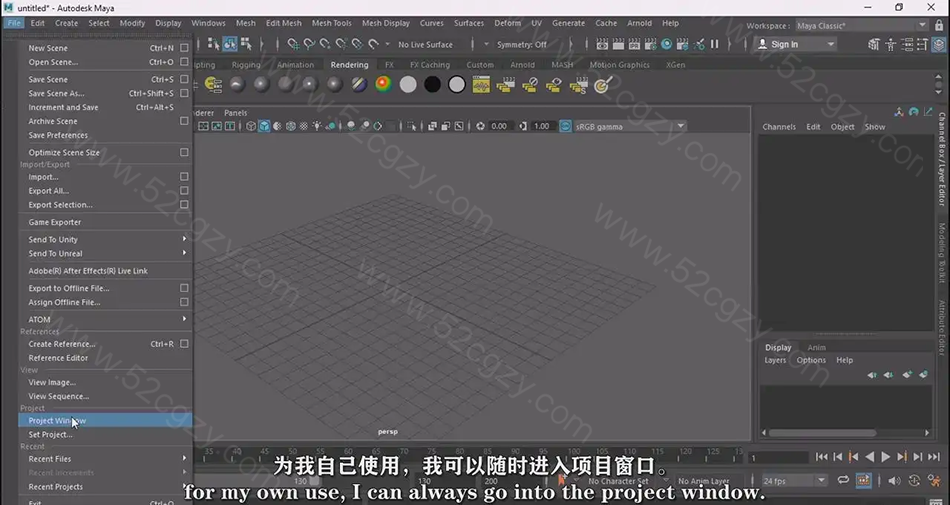 untitled* - Autodesk Maya
File Edit Create Select Modify Display Windows Mesh Edit Mesh Mesh Tools Mesh Display Curves Surfaces Deform UV Generate Cache Arnold Help
Workspace : Maya Classic*
No Live Surface Symmetry: Off Sign In
Rigging Animation Rendering FX FX Caching Custom Arnold MASH Motion Graphics XGen
Panels
0.00 1.00 sRGB gamma
New Scene Ctrl+N
Open Scene... Ctrl+O
Save Scene Ctrl+S
Save Scene As... Ctrl+Shift+S
Increment and Save Ctrl+Alt+S
Archive Scene
Save Preferences
Optimize Scene Size
Import/Export
Import...
Export All...
Export Selection...
Game Exporter
Send To Unity
Send To Unreal
Adobe(R) After Effects(R) Live Link
Export to Offline File...
Assign Offline File...
ATOM
References
Create Reference... Ctrl+R
Reference Editor
View
View Image...
View Sequence...
Project
Project Window
Set Project...
Recent
Recent Files
Recent Increments
Recent Projects
Exit
Channels Edit Object Show
Channel Box / Layer Editor
Modeling Toolkit
Attribute Editor
Display Anim
Layers Options Help
persp
1
130
No Character Set No Anim Layer 24 fps
为我自己使用，我可以随时进入项目窗口。
for my own use, I can always go into the project window.
www.52cgzy.com
www.52cgzy.com
www.52cgzy.com
www.52cgzy.com